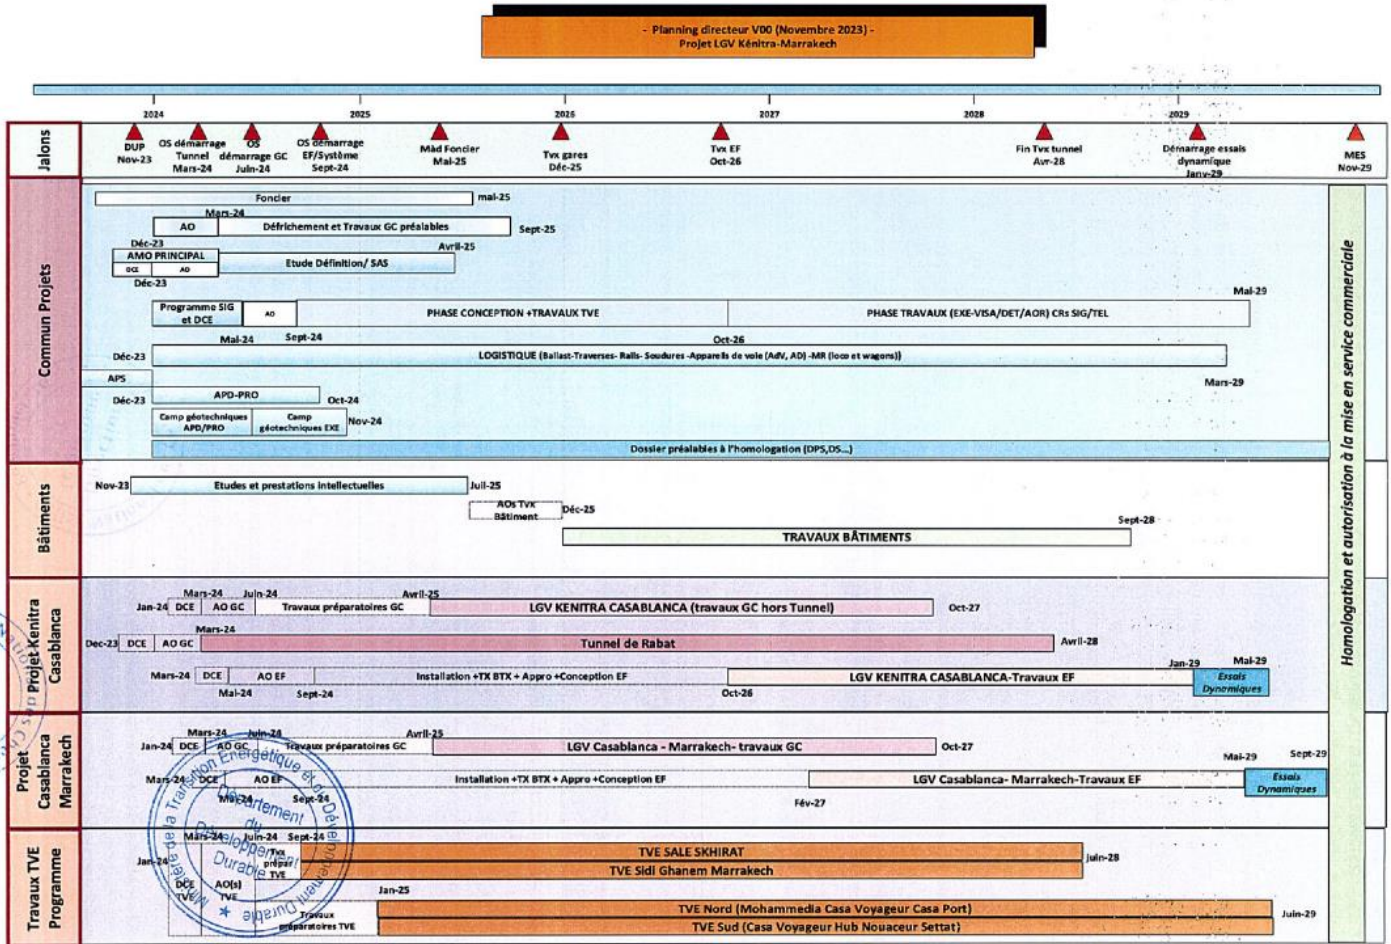 - Planning directeur V00 (Novembre 2023) -
Projet LGV Kénitra-Marrakech
2024
2025
2026
2027
2028
2029
Jalons
DUP
Nov-23
OS démarrage
Tunnel
Mars-24
OS
démarrage GC
Juin-24
OS démarrage
EF/Système
Sept-24
Màd Foncier
Mai-25
Tvx gares
Déc-25
Tvx EF
Oct-26
Fin Tvx tunnel
Avr-28
Démarrage essais
dynamique
Janv-29
MES
Nov-29
Commun Projets
Foncier
mai-25
Mars-24
AO
Défrichement et Travaux GC préalables
Sept-25
Déc-23
Avril-25
AMO PRINCIPAL
DCE
AO
Etude Définition/ SAS
Déc-23
Mai-29
Programme SIG
et DCE
AO
PHASE CONCEPTION +TRAVAUX TVE
PHASE TRAVAUX (EXE-VISA/DET/AOR) CRs SIG/TEL
Mai-24
Sept-24
Oct-26
Déc-23
LOGISTIQUE (Ballast-Traverses- Rails- Soudures -Appareils de voie (AdV, AD) -MR (loco et wagons))
Mars-29
APS
Déc-23
APD-PRO
Oct-24
Camp géotechniques
APD/PRO
Camp
géotechniques EXE
Nov-24
Dossier préalables à l'homologation (DPS,DS...)
Homologation et autorisation à la mise en service commerciale
Bâtiments
Nov-23
Etudes et prestations intellectuelles
Juil-25
AOs Tvx
Bâtiment
Déc-25
Sept-28
TRAVAUX BÂTIMENTS
Projet Kenitra
Casablanca
Mars-24
Juin-24
Avril-25
Jan-24
DCE
AO GC
Travaux préparatoires GC
LGV KENITRA CASABLANCA (travaux GC hors Tunnel)
Oct-27
Mars-24
Dec-23
DCE
AO GC
Tunnel de Rabat
Avril-28
Jan-29
Mai-29
Mars-24
DCE
AO EF
Installation +TX BTX + Appro +Conception EF
LGV KENITRA CASABLANCA-Travaux EF
Essais
Dynamiques
Mai-24
Sept-24
Oct-26
Projet
Casablanca
Marrakech
Mars-24
Juin-24
Avril-25
Jan-24
DCE
AO GC
Travaux préparatoires GC
LGV Casablanca - Marrakech- travaux GC
Oct-27
Mai-29
Sept-29
Mars-24
DCE
AO EF
Installation +TX BTX + Appro +Conception EF
LGV Casablanca- Marrakech-Travaux EF
Essais
Dynamiques
Mai-24
Sept-24
Fév-27
Travaux TVE
Programme
Mars-24
Juin-24
Sept-24
Jan-24
Tvx
prépar
TVE
TVE SALE SKHIRAT
TVE Sidi Ghanem Marrakech
Juin-28
DCE
TVE
AO(s)
TVE
Jan-25
Travaux
préparatoires TVE
TVE Nord (Mohammedia Casa Voyageur Casa Port)
TVE Sud (Casa Voyageur Hub Nouaceur Settat)
Juin-29
Ministère de la Transition Energétique et du Développement Durable
Département
du
Développement
Durable